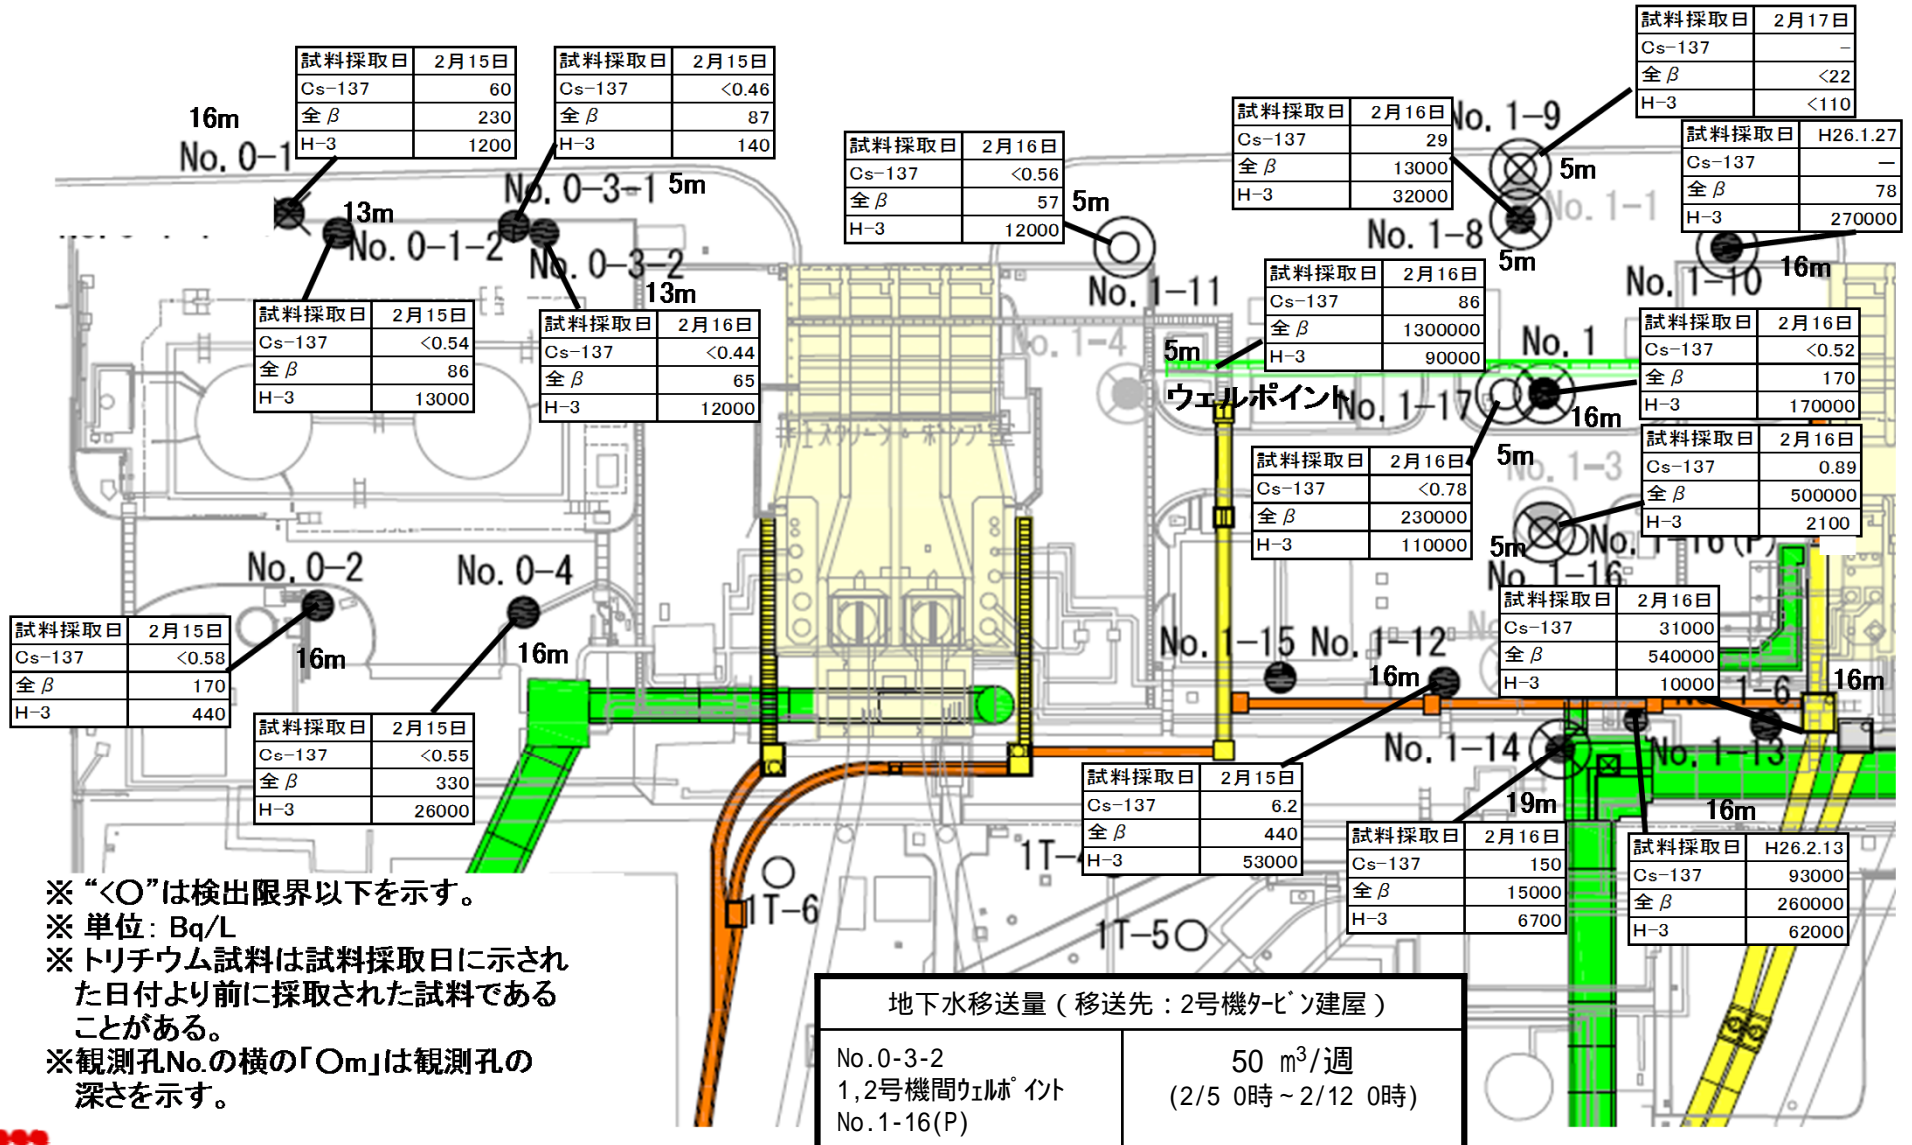 試料採取日 2月15日
Cs-137 60
全β 230
H-3 1200
試料採取日 2月15日
Cs-137 <0.46
全β 87
H-3 140
試料採取日 2月16日
Cs-137 <0.56
全β 57
H-3 12000
試料採取日 2月16日
Cs-137 29
全β 13000
H-3 32000
試料採取日 2月17日
Cs-137 -
全β <22
H-3 <110
試料採取日 H26.1.27
Cs-137 —
全β 78
H-3 270000
16m
No. 0-1
13m
No. 0-1-2
No. 0-3-1 5m
No. 0-3-2
13m
5m
No. 1-11
No. 1-9
5m
No. 1-1
No. 1-8
5m
No. 1-10
16m
試料採取日 2月15日
Cs-137 <0.54
全β 86
H-3 13000
試料採取日 2月16日
Cs-137 <0.44
全β 65
H-3 12000
試料採取日 2月16日
Cs-137 86
全β 1300000
H-3 90000
試料採取日 2月16日
Cs-137 <0.52
全β 170
H-3 170000
No. 1-4
5m
ウェルポイント
No. 1
No. 1-17
16m
試料採取日 2月16日
Cs-137 <0.78
全β 230000
H-3 110000
試料採取日 2月16日
Cs-137 0.89
全β 500000
H-3 2100
5m
No. 1-3
5m
No. 1-16(P)
No. 1-16
No. 0-2
16m
No. 0-4
16m
試料採取日 2月15日
Cs-137 <0.58
全β 170
H-3 440
試料採取日 2月15日
Cs-137 <0.55
全β 330
H-3 26000
試料採取日 2月16日
Cs-137 31000
全β 540000
H-3 10000
No. 1-15
No. 1-12
16m
1-6
16m
No. 1-14
19m
No. 1-13
16m
試料採取日 2月15日
Cs-137 6.2
全β 440
H-3 53000
試料採取日 2月16日
Cs-137 150
全β 15000
H-3 6700
試料採取日 H26.2.13
Cs-137 93000
全β 260000
H-3 62000
1T-6
1T-5
※ “<〇”は検出限界以下を示す。
※ 単位: Bq/L
※ トリチウム試料は試料採取日に示され
た日付より前に採取された試料である
ことがある。
※観測孔No.の横の「〇m」は観測孔の
深さを示す。
地下水移送量（移送先：2号機ﾀｰﾋﾞﾝ建屋）
No.0-3-2
1,2号機間ｳｪﾙﾎﾟｲﾝﾄ
No.1-16(P)
50 m³/週
(2/5 0時～2/12 0時)